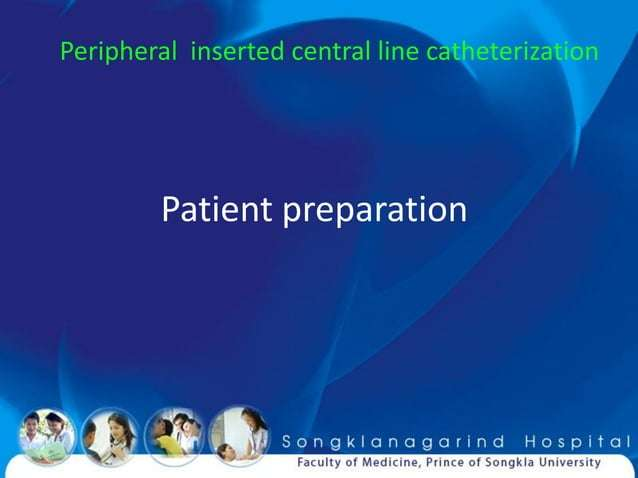 Peripheral inserted central line catheterization
Patient preparation
Songklanagarind Hospital
Faculty of Medicine, Prince of Songkla University